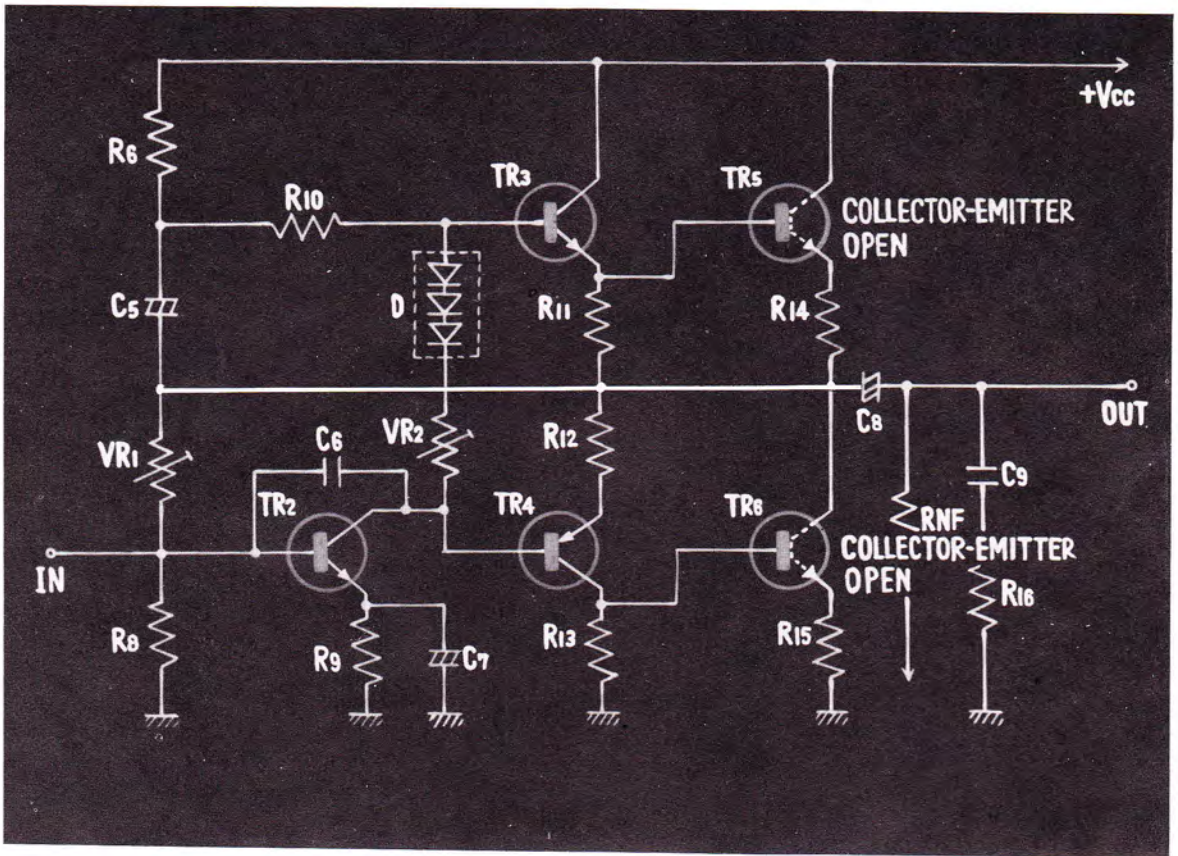 +Vcc
R6
TR3
TR5
R10
COLLECTOR-EMITTER
OPEN
C5
D
R11
R14
C8
OUT
VR1
C6
VR2
R12
C9
TR2
TR4
TR6
RNF
IN
COLLECTOR-EMITTER
OPEN
R16
R8
R9
C7
R13
R15